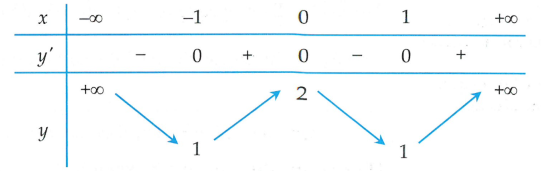 x −∞ −1 0 1 +∞
y′ − 0 + 0 − 0 +
+∞ 2 +∞
y
1 1